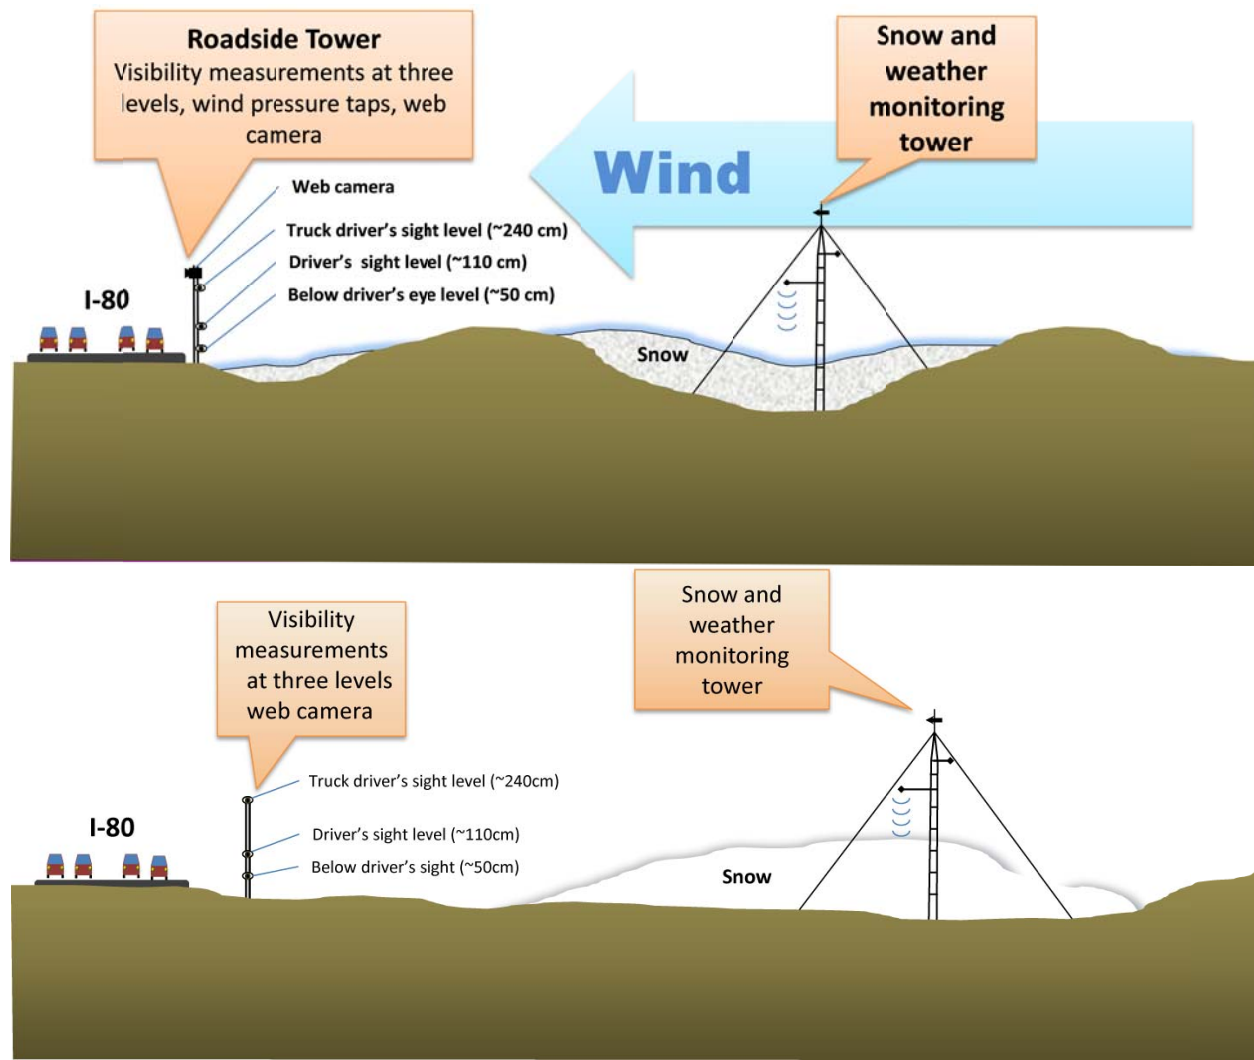 Roadside Tower
Visibility measurements at three
levels, wind pressure taps, web
camera
Snow and
weather
monitoring
tower
Wind
Web camera
Truck driver's sight level (~240 cm)
Driver's sight level (~110 cm)
Below driver's eye level (~50 cm)
I-80
Snow
Visibility
measurements
at three levels
web camera
Snow and
weather
monitoring
tower
Truck driver's sight level (~240cm)
Driver's sight level (~110cm)
Below driver's sight (~50cm)
I-80
Snow